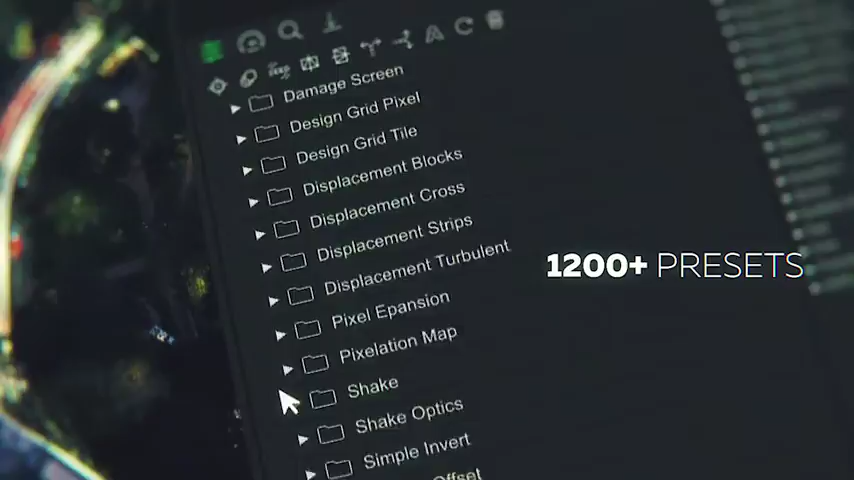 Damage Screen
Design Grid Pixel
Design Grid Tile
Displacement Blocks
Displacement Cross
Displacement Strips
Displacement Turbulent
1200+ PRESETS
Pixel Epansion
Pixelation Map
Shake
Shake Optics
Simple Invert
Offset